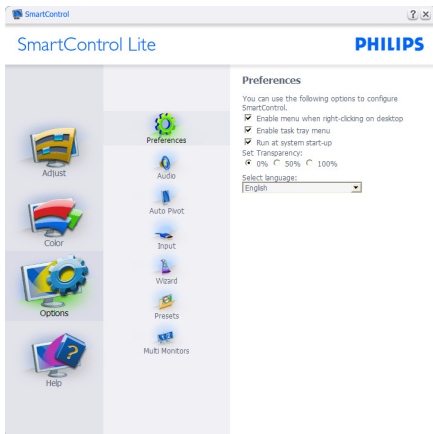 SmartControl
? ×
SmartControl Lite
PHILIPS
Adjust
Color
Options
Help
Preferences
Audio
Auto Pivot
Input
Wizard
Presets
Multi Monitors
Preferences
You can use the following options to configure
SmartControl.
Enable menu when right-clicking on desktop
Enable task tray menu
Run at system start-up
Set Transparency:
0% 50% 100%
Select language:
English